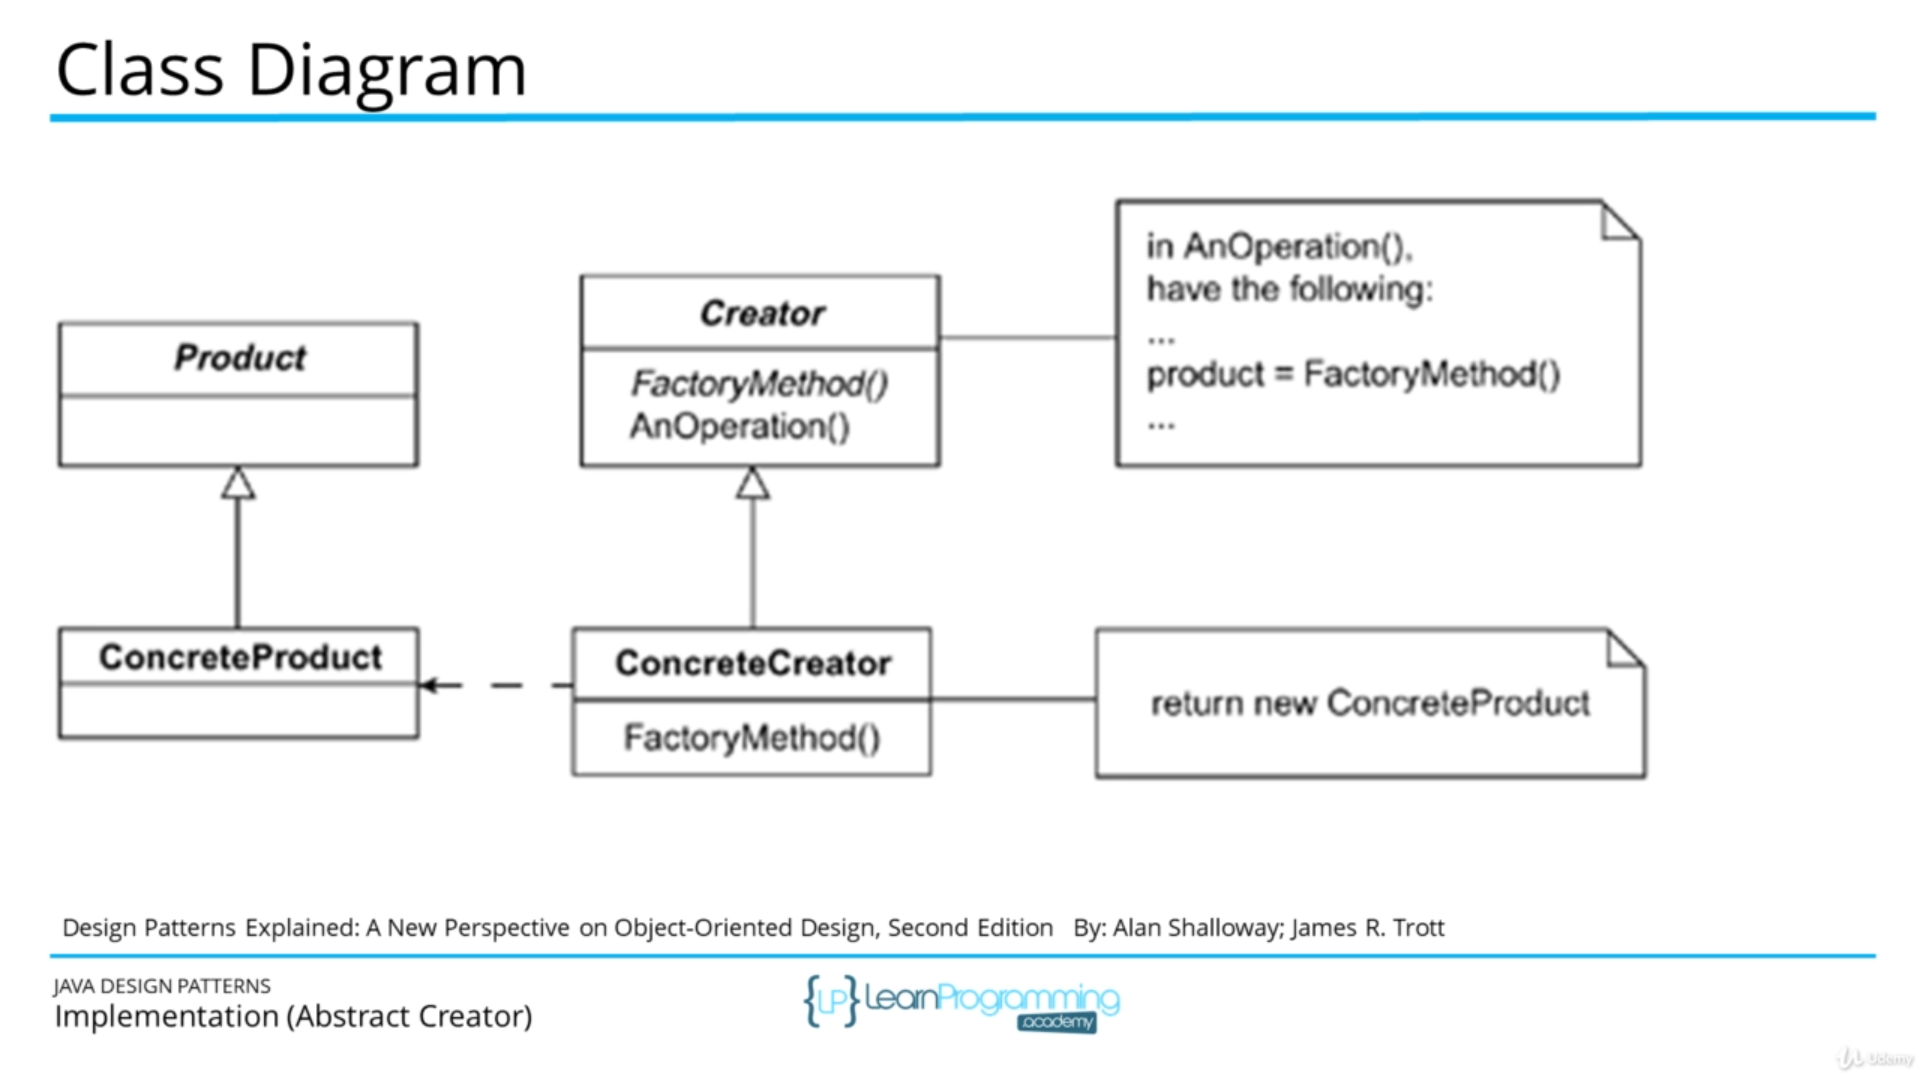 Class Diagram
Product
Creator
FactoryMethod()
AnOperation()
in AnOperation(),
have the following:
...
product = FactoryMethod()
...
ConcreteProduct
ConcreteCreator
FactoryMethod()
return new ConcreteProduct
Design Patterns Explained: A New Perspective on Object-Oriented Design, Second Edition By: Alan Shalloway; James R. Trott
JAVA DESIGN PATTERNS
Implementation (Abstract Creator)
{LP} LearnProgramming
academy
Udemy